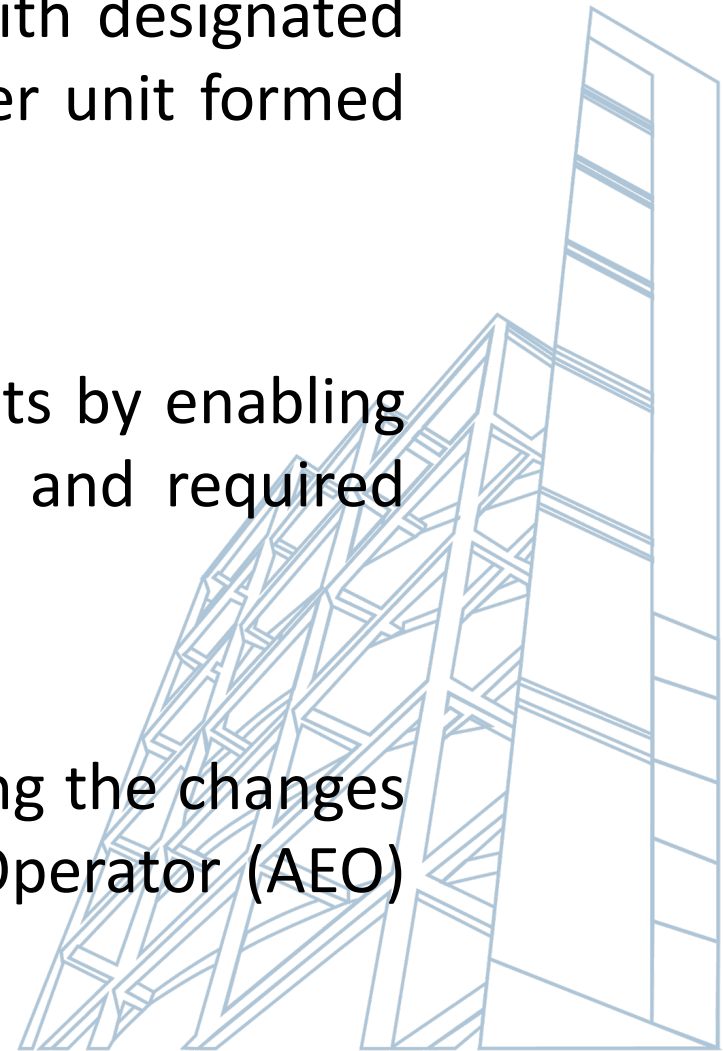 ith designated
er unit formed
ts by enabling
and required
ng the changes
Operator (AEO)